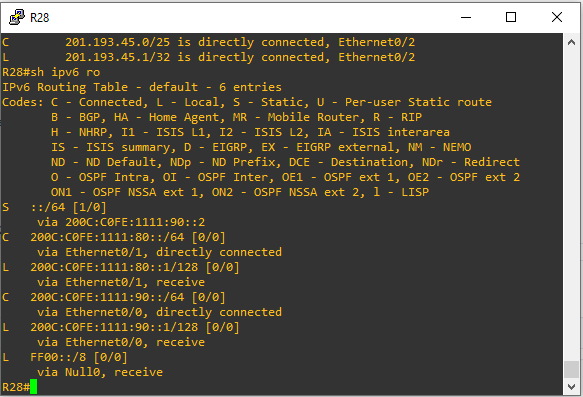 R28
C        201.193.45.0/25 is directly connected, Ethernet0/2
L        201.193.45.1/32 is directly connected, Ethernet0/2
R28#sh ipv6 ro
IPv6 Routing Table - default - 6 entries
Codes: C - Connected, L - Local, S - Static, U - Per-user Static route
       B - BGP, HA - Home Agent, MR - Mobile Router, R - RIP
       H - NHRP, I1 - ISIS L1, I2 - ISIS L2, IA - ISIS interarea
       IS - ISIS summary, D - EIGRP, EX - EIGRP external, NM - NEMO
       ND - ND Default, NDp - ND Prefix, DCE - Destination, NDr - Redirect
       O - OSPF Intra, OI - OSPF Inter, OE1 - OSPF ext 1, OE2 - OSPF ext 2
       ON1 - OSPF NSSA ext 1, ON2 - OSPF NSSA ext 2, l - LISP
S   ::/64 [1/0]
     via 200C:C0FE:1111:90::2
C   200C:C0FE:1111:80::/64 [0/0]
     via Ethernet0/1, directly connected
L   200C:C0FE:1111:80::1/128 [0/0]
     via Ethernet0/1, receive
C   200C:C0FE:1111:90::/64 [0/0]
     via Ethernet0/0, directly connected
L   200C:C0FE:1111:90::1/128 [0/0]
     via Ethernet0/0, receive
L   FF00::/8 [0/0]
     via Null0, receive
R28#